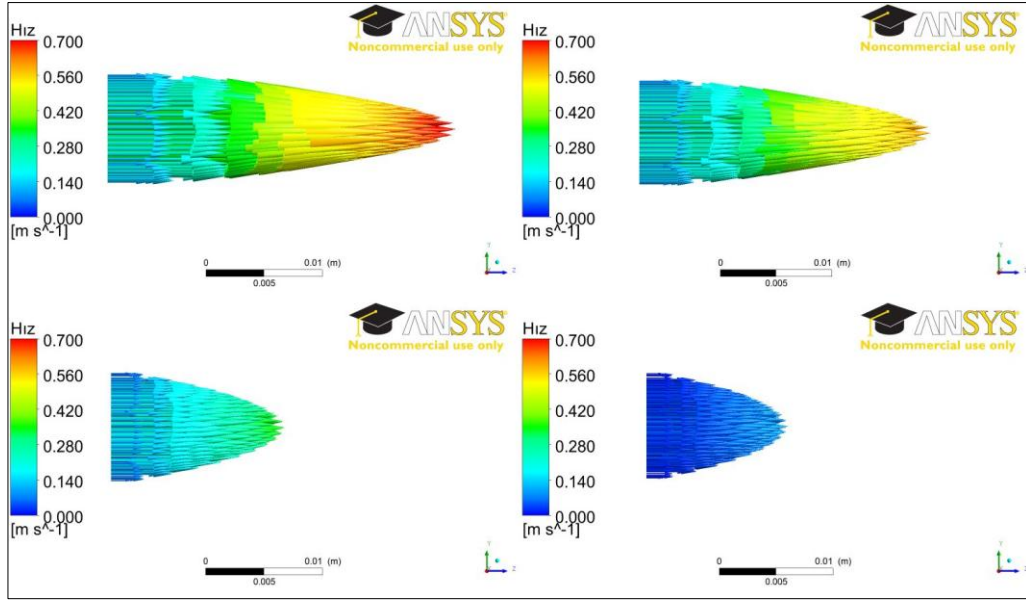 Hız
0.700
0.560
0.420
0.280
0.140
0.000
[m s^-1]
ANSYS
Noncommercial use only
0 0.01 (m)
0.005
Y
Z
Hız
0.700
0.560
0.420
0.280
0.140
0.000
[m s^-1]
ANSYS
Noncommercial use only
0 0.01 (m)
0.005
Y
Hız
0.700
0.560
0.420
0.280
0.140
0.000
[m s^-1]
ANSYS
Noncommercial use only
0 0.01 (m)
0.005
Y
Z
Hız
0.700
0.560
0.420
0.280
0.140
0.000
[m s^-1]
ANSYS
Noncommercial use only
0 0.01 (m)
0.005
Y